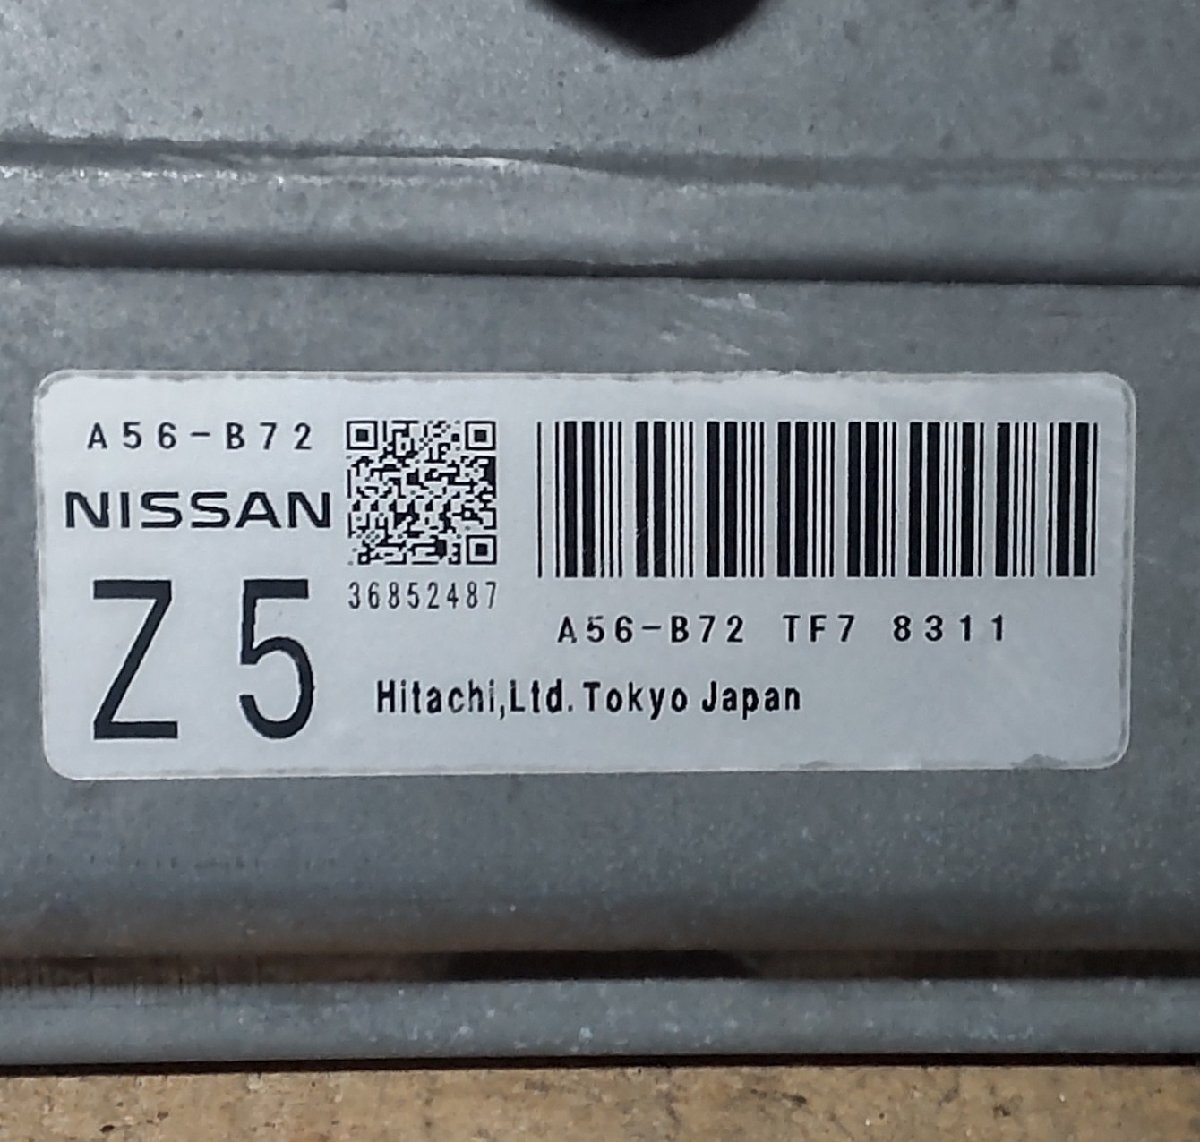 A56-B72
NISSAN
Z5
36852487
A56-B72 TF7 8311
Hitachi,Ltd. Tokyo Japan